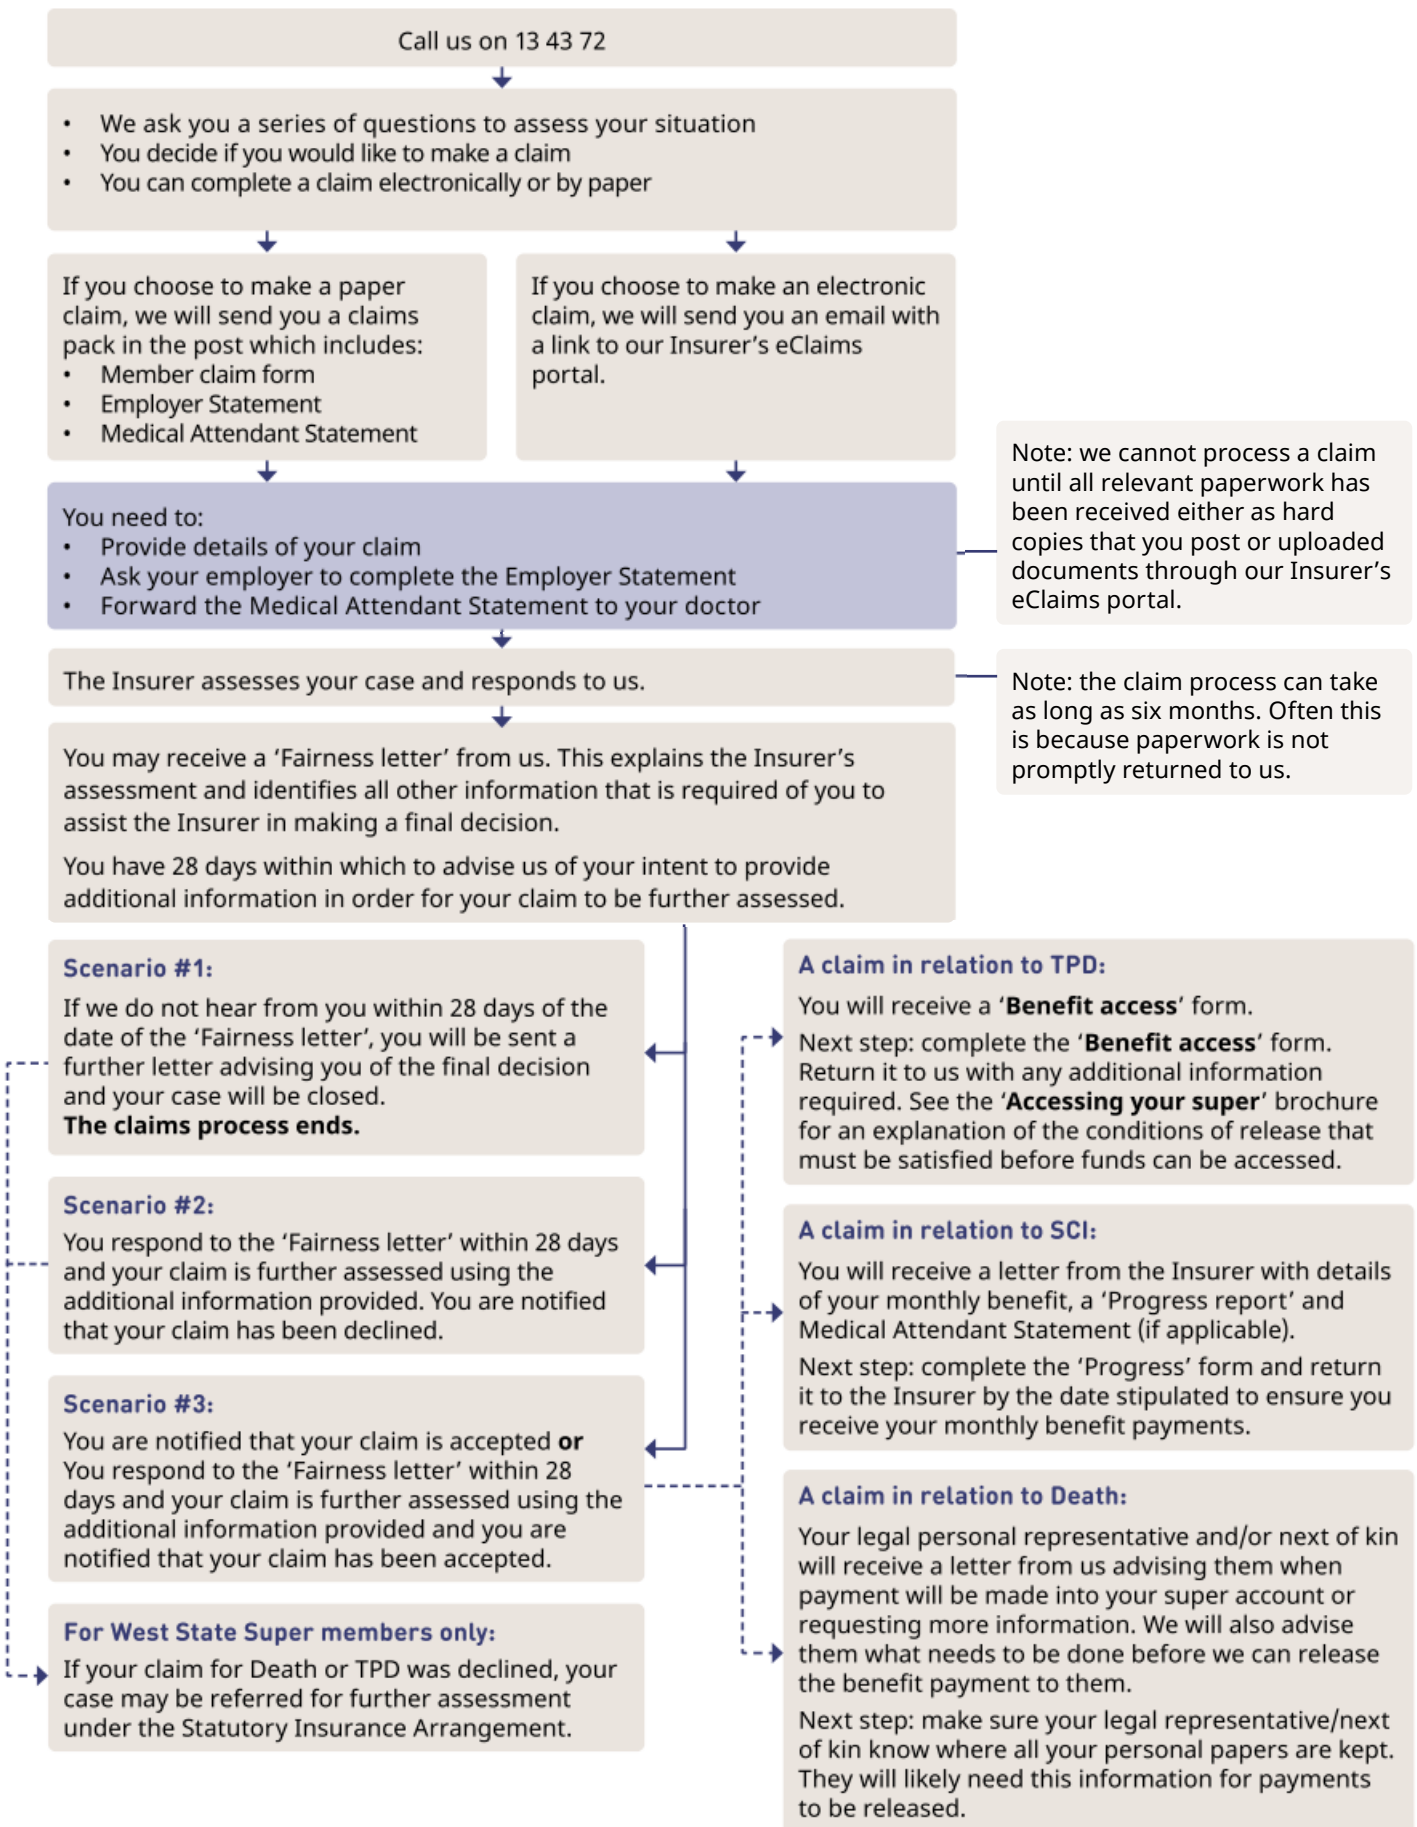 Call us on 13 43 72
• We ask you a series of questions to assess your situation
• You decide if you would like to make a claim
• You can complete a claim electronically or by paper
If you choose to make a paper
claim, we will send you a claims
pack in the post which includes:
• Member claim form
• Employer Statement
• Medical Attendant Statement
If you choose to make an electronic
claim, we will send you an email with
a link to our Insurer’s eClaims
portal.
You need to:
• Provide details of your claim
• Ask your employer to complete the Employer Statement
• Forward the Medical Attendant Statement to your doctor
Note: we cannot process a claim
until all relevant paperwork has
been received either as hard
copies that you post or uploaded
documents through our Insurer’s
eClaims portal.
The Insurer assesses your case and responds to us.
Note: the claim process can take
as long as six months. Often this
is because paperwork is not
promptly returned to us.
You may receive a ‘Fairness letter’ from us. This explains the Insurer’s
assessment and identifies all other information that is required of you to
assist the Insurer in making a final decision.
You have 28 days within which to advise us of your intent to provide
additional information in order for your claim to be further assessed.
Scenario #1:
If we do not hear from you within 28 days of the
date of the ‘Fairness letter’, you will be sent a
further letter advising you of the final decision
and your case will be closed.
The claims process ends.
Scenario #2:
You respond to the ‘Fairness letter’ within 28 days
and your claim is further assessed using the
additional information provided. You are notified
that your claim has been declined.
Scenario #3:
You are notified that your claim is accepted or
You respond to the ‘Fairness letter’ within 28
days and your claim is further assessed using the
additional information provided and you are
notified that your claim has been accepted.
For West State Super members only:
If your claim for Death or TPD was declined, your
case may be referred for further assessment
under the Statutory Insurance Arrangement.
A claim in relation to TPD:
You will receive a ‘Benefit access’ form.
Next step: complete the ‘Benefit access’ form.
Return it to us with any additional information
required. See the ‘Accessing your super’ brochure
for an explanation of the conditions of release that
must be satisfied before funds can be accessed.
A claim in relation to SCI:
You will receive a letter from the Insurer with details
of your monthly benefit, a ‘Progress report’ and
Medical Attendant Statement (if applicable).
Next step: complete the ‘Progress’ form and return
it to the Insurer by the date stipulated to ensure you
receive your monthly benefit payments.
A claim in relation to Death:
Your legal personal representative and/or next of kin
will receive a letter from us advising them when
payment will be made into your super account or
requesting more information. We will also advise
them what needs to be done before we can release
the benefit payment to them.
Next step: make sure your legal representative/next
of kin know where all your personal papers are kept.
They will likely need this information for payments
to be released.